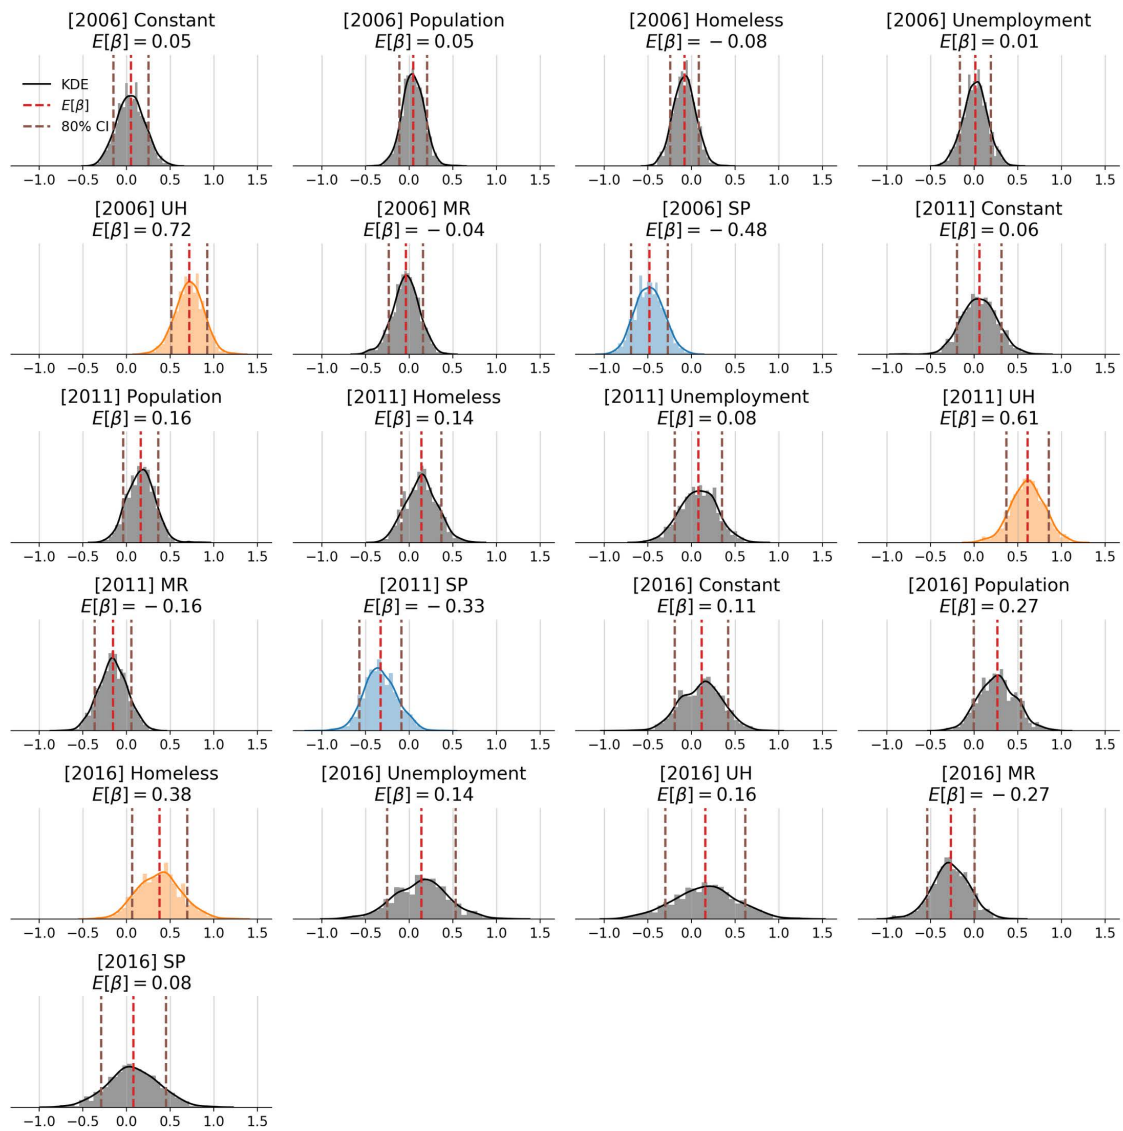 [2006] Constant
E[β] = 0.05
KDE
E[β]
80% CI
−1.0 −0.5 0.0 0.5 1.0 1.5
[2006] Population
E[β] = 0.05
−1.0 −0.5 0.0 0.5 1.0 1.5
[2006] Homeless
E[β] = −0.08
−1.0 −0.5 0.0 0.5 1.0 1.5
[2006] Unemployment
E[β] = 0.01
−1.0 −0.5 0.0 0.5 1.0 1.5
[2006] UH
E[β] = 0.72
−1.0 −0.5 0.0 0.5 1.0 1.5
[2006] MR
E[β] = −0.04
−1.0 −0.5 0.0 0.5 1.0 1.5
[2006] SP
E[β] = −0.48
−1.0 −0.5 0.0 0.5 1.0 1.5
[2011] Constant
E[β] = 0.06
−1.0 −0.5 0.0 0.5 1.0 1.5
[2011] Population
E[β] = 0.16
−1.0 −0.5 0.0 0.5 1.0 1.5
[2011] Homeless
E[β] = 0.14
−1.0 −0.5 0.0 0.5 1.0 1.5
[2011] Unemployment
E[β] = 0.08
−1.0 −0.5 0.0 0.5 1.0 1.5
[2011] UH
E[β] = 0.61
−1.0 −0.5 0.0 0.5 1.0 1.5
[2011] MR
E[β] = −0.16
−1.0 −0.5 0.0 0.5 1.0 1.5
[2011] SP
E[β] = −0.33
−1.0 −0.5 0.0 0.5 1.0 1.5
[2016] Constant
E[β] = 0.11
−1.0 −0.5 0.0 0.5 1.0 1.5
[2016] Population
E[β] = 0.27
−1.0 −0.5 0.0 0.5 1.0 1.5
[2016] Homeless
E[β] = 0.38
−1.0 −0.5 0.0 0.5 1.0 1.5
[2016] Unemployment
E[β] = 0.14
−1.0 −0.5 0.0 0.5 1.0 1.5
[2016] UH
E[β] = 0.16
−1.0 −0.5 0.0 0.5 1.0 1.5
[2016] MR
E[β] = −0.27
−1.0 −0.5 0.0 0.5 1.0 1.5
[2016] SP
E[β] = 0.08
−1.0 −0.5 0.0 0.5 1.0 1.5